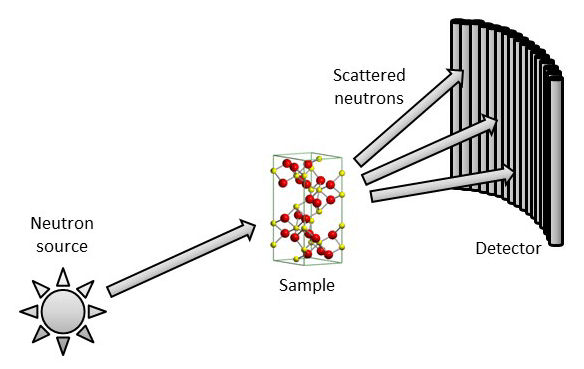 Scattered
neutrons
Neutron
source
Detector
Sample